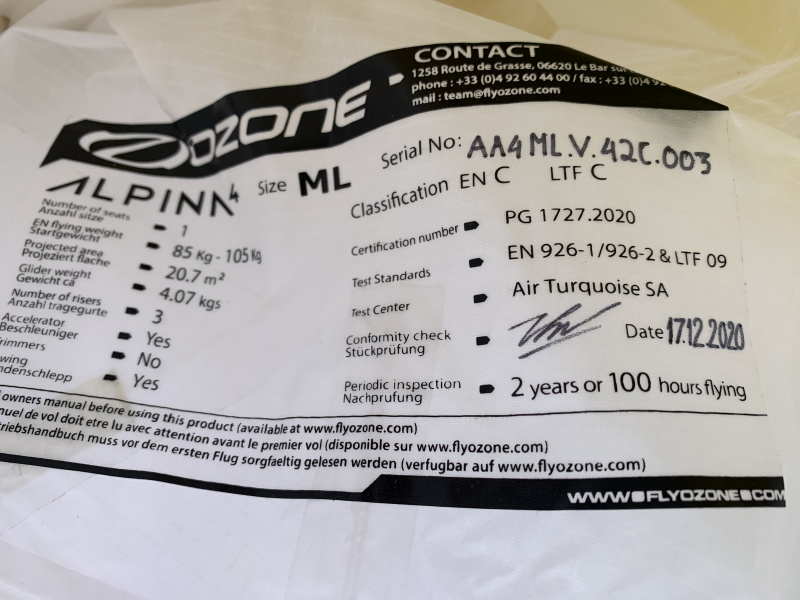 OZONE
CONTACT
1258 Route de Grasse, 06620 Le Bar sur
phone : +33 (0)4 92 60 44 00 / fax : +33 (0)4 92
mail : team@flyozone.com
ALPINA 4 Size ML
Serial No: AA4ML.V.42C.003
Classification EN C LTF C
Number of seats
Anzahl sitze 1
EN flying weight
Startgewicht 85 Kg - 105 Kg
Projected area
Projeziert flache 20.7 m²
Glider weight
Gewicht ca 4.07 kgs
Number of risers
Anzahl tragegurte 3
Accelerator
Beschleuniger Yes
rimmers No
wing
ndenschlepp Yes
Certification number PG 1727.2020
Test Standards EN 926-1/926-2 & LTF 09
Test Center Air Turquoise SA
Conformity check
Stückprüfung Date 17.12.2020
Periodic inspection
Nachprufung 2 years or 100 hours flying
owners manual before using this product (available at www.flyozone.com)
nuel de vol doit etre lu avec attention avant le premier vol (disponible sur www.flyozone.com)
triebshandbuch muss vor dem ersten Flug sorgfaeltig gelesen werden (verfugbar auf www.flyozone.com)
WWW.FLYOZONE.COM